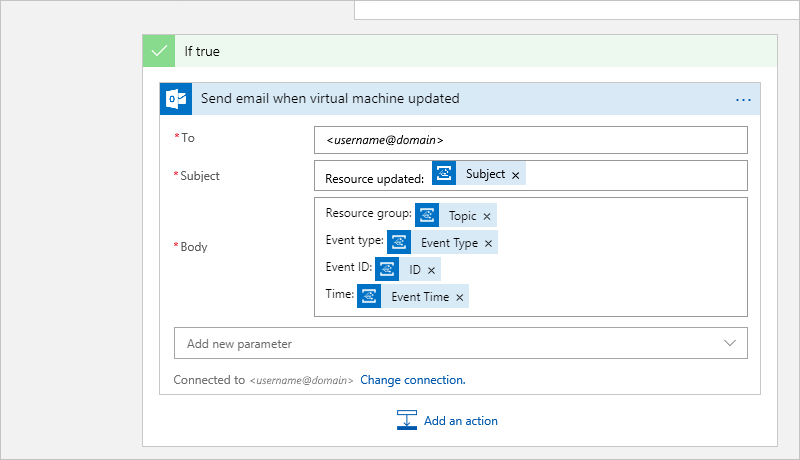 If true
Send email when virtual machine updated
*To
<username@domain>
*Subject
Resource updated: Subject ×
*Body
Resource group: Topic ×
Event type: Event Type ×
Event ID: ID ×
Time: Event Time ×
Add new parameter
Connected to <username@domain> Change connection.
Add an action